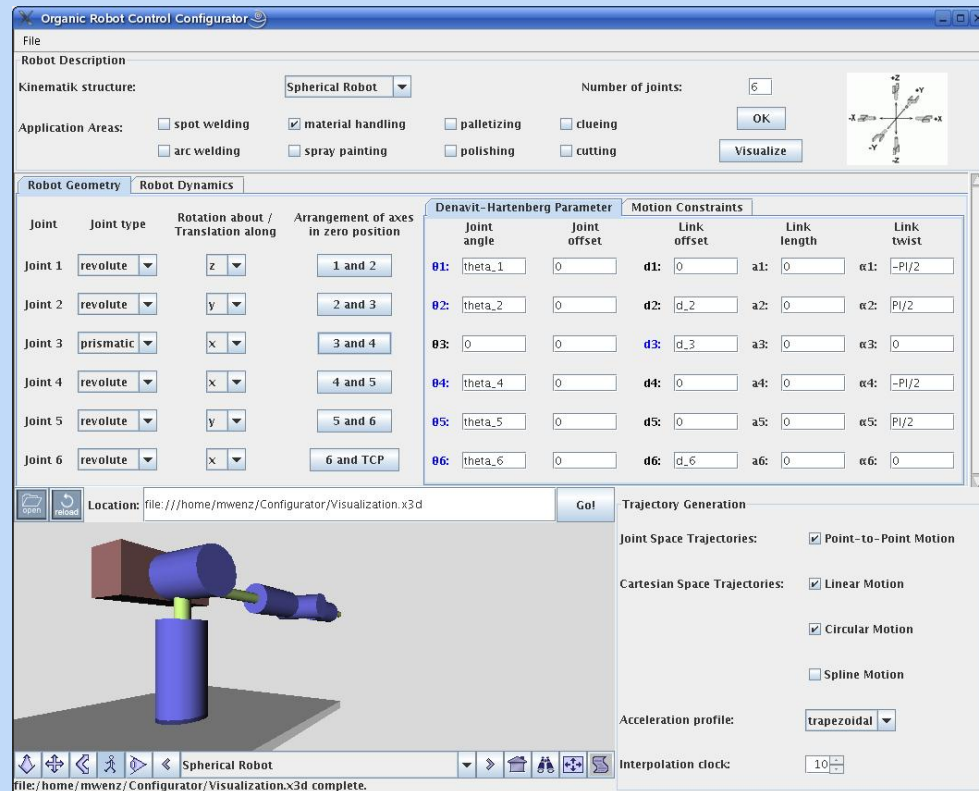 Organic Robot Control Configurator
File
Robot Description
Kinematik structure: Spherical Robot Number of joints: 6
Application Areas: spot welding material handling palletizing clueing OK
arc welding spray painting polishing cutting Visualize
+Z
+Y
-X +X
-Y
-Z
Robot Geometry Robot Dynamics
Joint Joint type Rotation about / Translation along Arrangement of axes in zero position
Denavit-Hartenberg Parameter Motion Constraints
Joint angle Joint offset Link offset Link length Link twist
Joint 1 revolute z 1 and 2 θ1: theta_1 0 d1: 0 a1: 0 α1: -PI/2
Joint 2 revolute y 2 and 3 θ2: theta_2 0 d2: d_2 a2: 0 α2: PI/2
Joint 3 prismatic x 3 and 4 θ3: 0 0 d3: d_3 a3: 0 α3: 0
Joint 4 revolute x 4 and 5 θ4: theta_4 0 d4: 0 a4: 0 α4: -PI/2
Joint 5 revolute y 5 and 6 θ5: theta_5 0 d5: 0 a5: 0 α5: PI/2
Joint 6 revolute x 6 and TCP θ6: theta_6 0 d6: d_6 a6: 0 α6: 0
open reload Location: file:///home/mwenz/Configurator/Visualization.x3d Go!
Trajectory Generation
Joint Space Trajectories: Point-to-Point Motion
Cartesian Space Trajectories: Linear Motion
Circular Motion
Spline Motion
Acceleration profile: trapezoidal
Interpolation clock: 10
Spherical Robot
file:/home/mwenz/Configurator/Visualization.x3d complete.